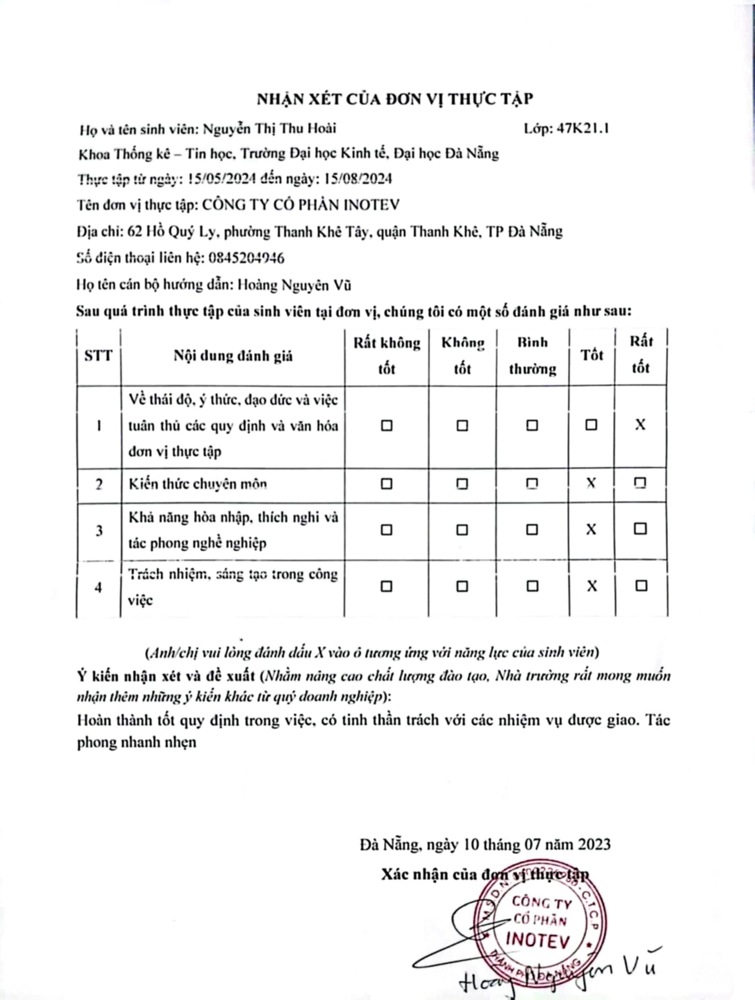 NHẬN XÉT CỦA ĐƠN VỊ THỰC TẬP
Họ và tên sinh viên: Nguyễn Thị Thu Hoài Lớp: 47K21.1
Khoa Thống kê – Tin học, Trường Đại học Kinh tế, Đại học Đà Nẵng
Thực tập từ ngày: 15/05/2024 đến ngày: 15/08/2024
Tên đơn vị thực tập: CÔNG TY CỔ PHẦN INOTEV
Địa chỉ: 62 Hồ Quý Ly, phường Thanh Khê Tây, quận Thanh Khê, TP Đà Nẵng
Số điện thoại liên hệ: 0845204946
Họ tên cán bộ hướng dẫn: Hoàng Nguyên Vũ
Sau quá trình thực tập của sinh viên tại đơn vị, chúng tôi có một số đánh giá như sau:
STT Nội dung đánh giá Rất không tốt Không tốt Bình thường Tốt Rất tốt
1 Về thái độ, ý thức, đạo đức và việc
tuân thủ các quy định và văn hóa ☐ ☐ ☐ ☐ X
đơn vị thực tập
2 Kiến thức chuyên môn ☐ ☐ ☐ X ☐
3 Khả năng hòa nhập, thích nghi và
tác phong nghề nghiệp ☐ ☐ ☐ X ☐
4 Trách nhiệm, sáng tạo trong công
việc ☐ ☐ ☐ X ☐
(Anh/chị vui lòng đánh dấu X vào ô tương ứng với năng lực của sinh viên)
Ý kiến nhận xét và đề xuất (Nhằm nâng cao chất lượng đào tạo, Nhà trường rất mong muốn
nhận thêm những ý kiến khác từ quý doanh nghiệp):
Hoàn thành tốt quy định trong việc, có tinh thần trách với các nhiệm vụ được giao. Tác
phong nhanh nhẹn
Đà Nẵng, ngày 10 tháng 07 năm 2023
Xác nhận của đơn vị thực tập
M.S.D.N - C.T.C.P
CÔNG TY
CỔ PHẦN
INOTEV
THÀNH PHỐ ĐÀ NẴNG
Hoàng Nguyên Vũ